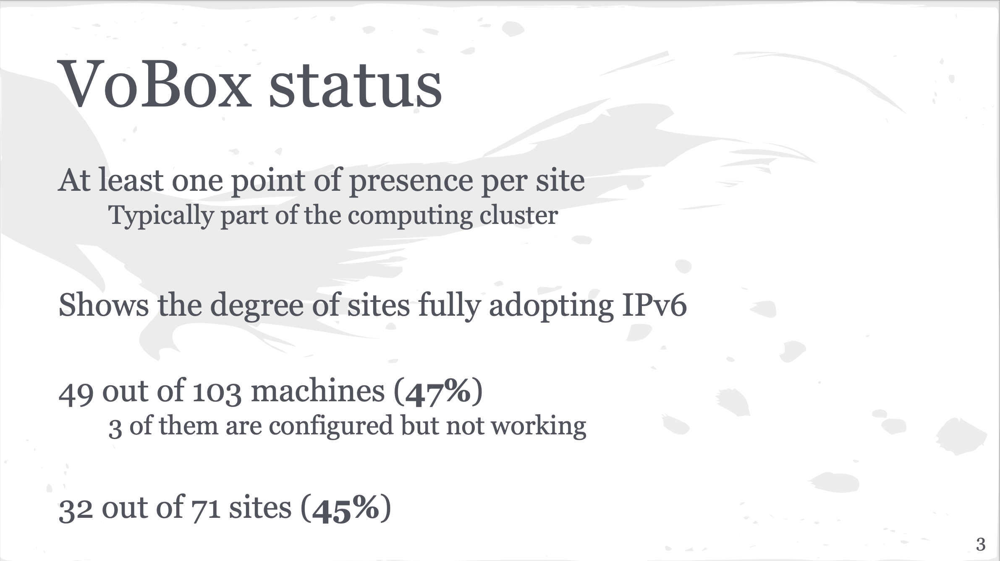 VoBox status
At least one point of presence per site
Typically part of the computing cluster
Shows the degree of sites fully adopting IPv6
49 out of 103 machines (47%)
3 of them are configured but not working
32 out of 71 sites (45%)
3